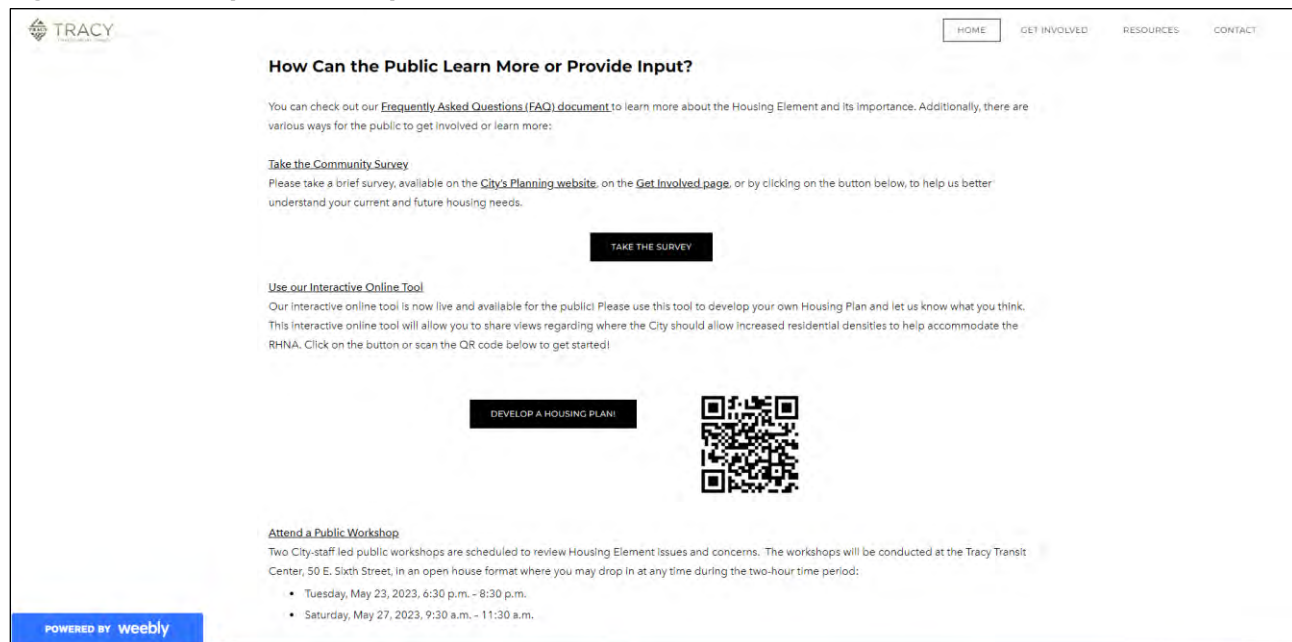 TRACY
HOME GET INVOLVED RESOURCES CONTACT
How Can the Public Learn More or Provide Input?
You can check out our Frequently Asked Questions (FAQ) document to learn more about the Housing Element and its importance. Additionally, there are
various ways for the public to get involved or learn more:
Take the Community Survey
Please take a brief survey, available on the City's Planning website, on the Get Involved page, or by clicking on the button below, to help us better
understand your current and future housing needs.
TAKE THE SURVEY
Use our Interactive Online Tool
Our interactive online tool is now live and available for the public! Please use this tool to develop your own Housing Plan and let us know what you think.
This interactive online tool will allow you to share views regarding where the City should allow increased residential densities to help accommodate the
RHNA. Click on the button or scan the QR code below to get started!
DEVELOP A HOUSING PLAN!
Attend a Public Workshop
Two City-staff led public workshops are scheduled to review Housing Element issues and concerns. The workshops will be conducted at the Tracy Transit
Center, 50 E. Sixth Street, in an open house format where you may drop in at any time during the two-hour time period:
• Tuesday, May 23, 2023, 6:30 p.m. - 8:30 p.m.
• Saturday, May 27, 2023, 9:30 a.m. - 11:30 a.m.
POWERED BY weebly